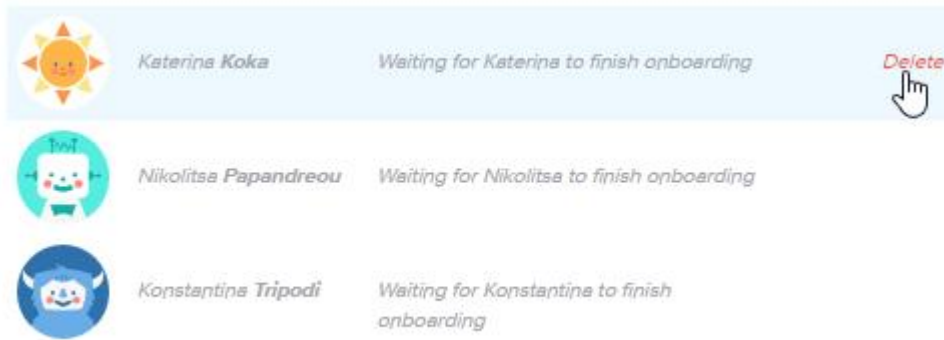 Katerina Koka Waiting for Katerina to finish onboarding Delete
Nikolitsa Papandreou Waiting for Nikolitsa to finish onboarding
Konstantina Tripodi Waiting for Konstantina to finish
onboarding